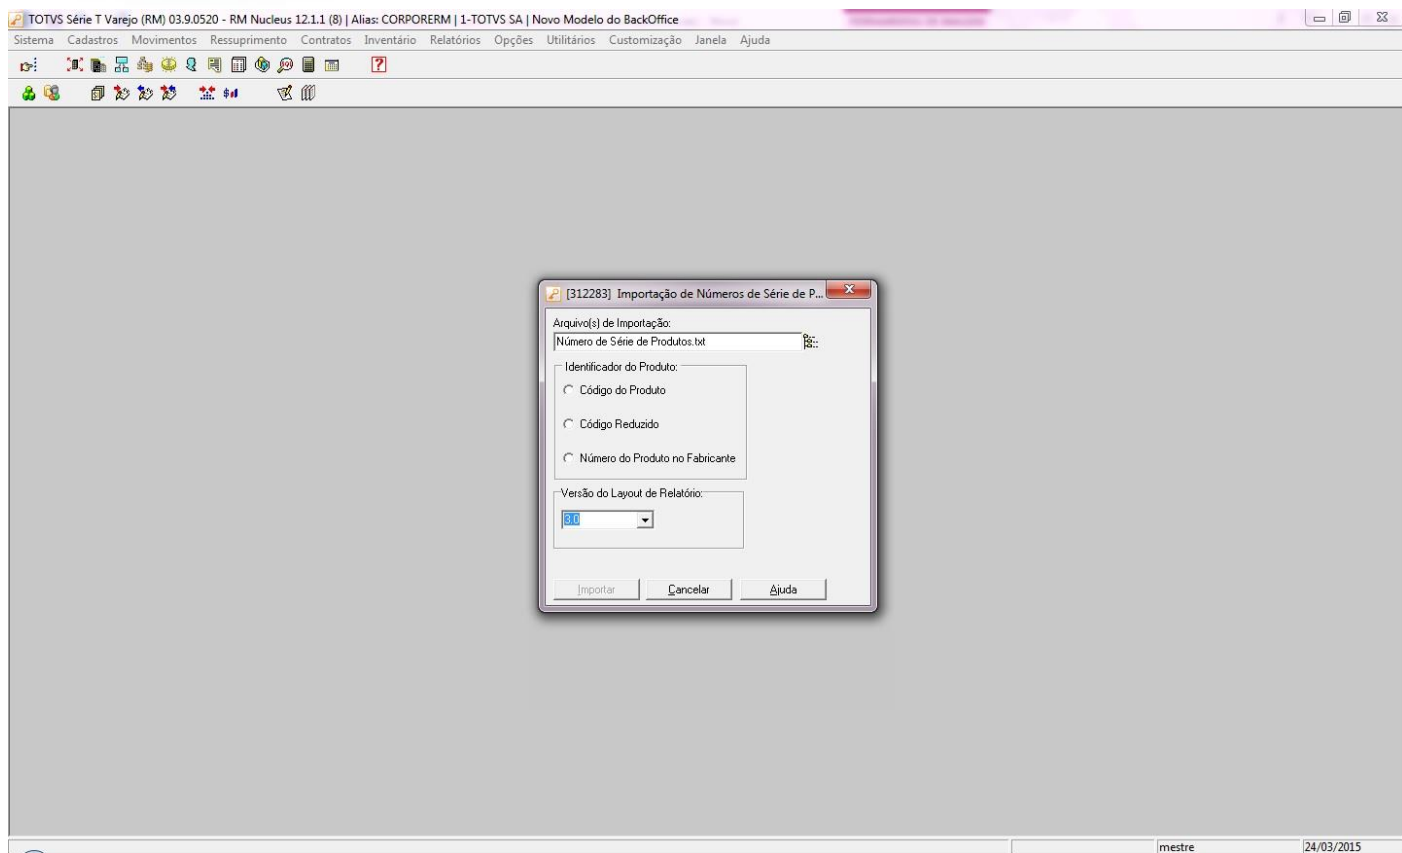 TOTVS Série T Varejo (RM) 03.9.0520 - RM Nucleus 12.1.1 (8) | Alias: CORPORERM | 1-TOTVS SA | Novo Modelo do BackOffice
Sistema Cadastros Movimentos Ressuprimento Contratos Inventário Relatórios Opções Utilitários Customização Janela Ajuda
[312283] Importação de Números de Série de P...
Arquivo(s) de Importação:
Número de Série de Produtos.txt
Identificador do Produto:
Código do Produto
Código Reduzido
Número do Produto no Fabricante
Versão do Layout de Relatório:
3.0
Importar Cancelar Ajuda
mestre 24/03/2015